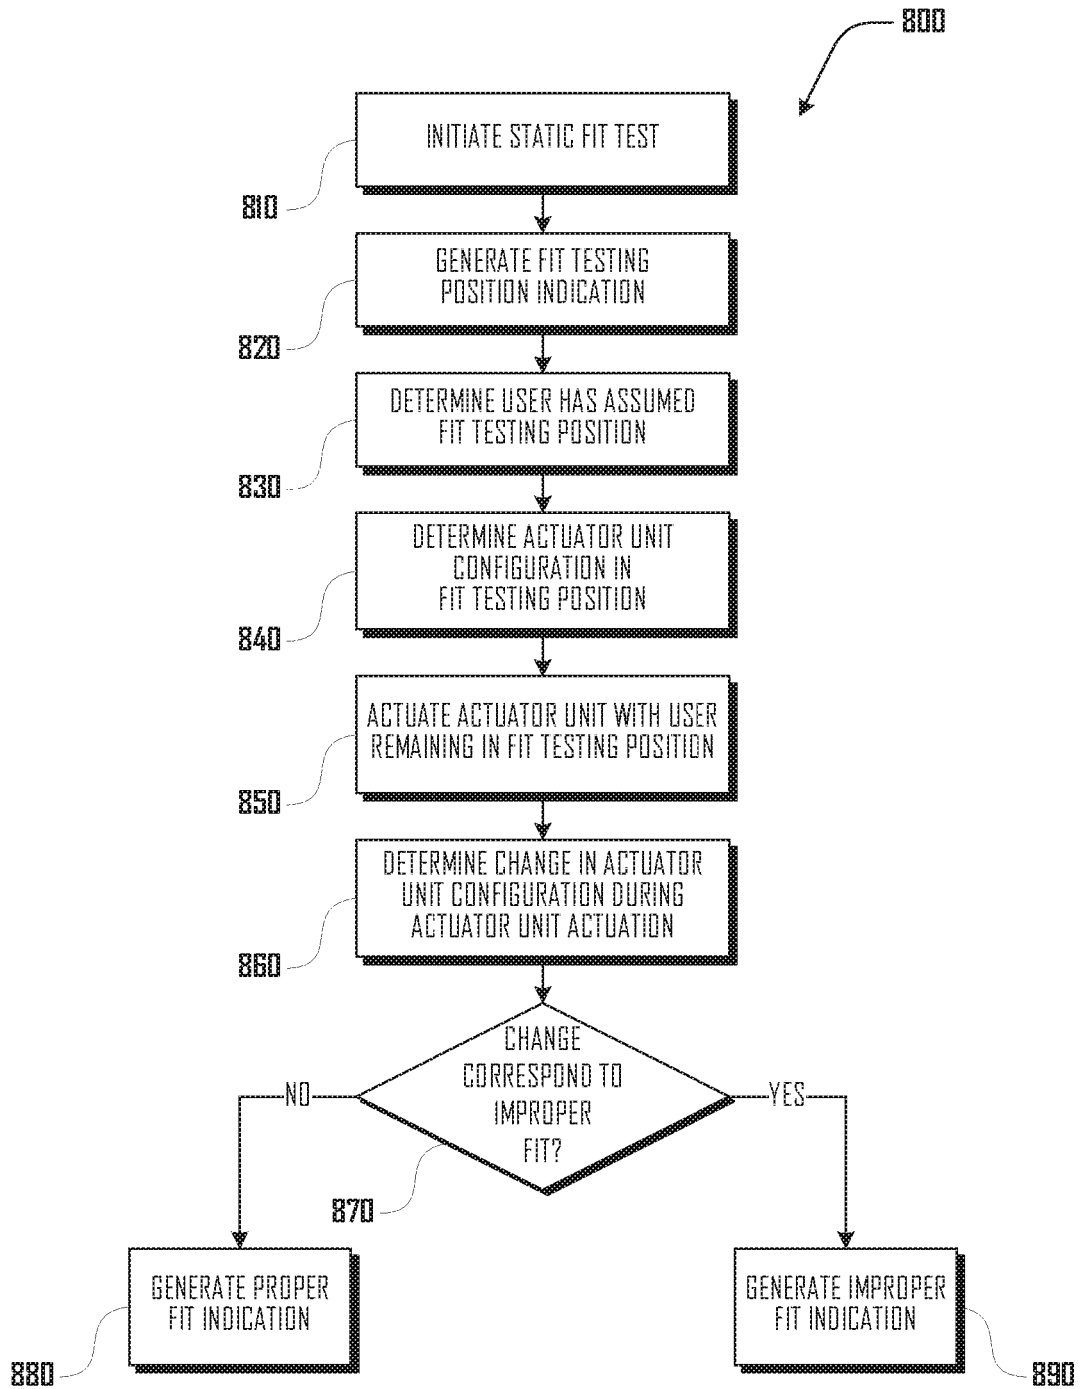 800
INITIATE STATIC FIT TEST
810
GENERATE FIT TESTING
POSITION INDICATION
820
DETERMINE USER HAS ASSUMED
FIT TESTING POSITION
830
DETERMINE ACTUATOR UNIT
CONFIGURATION IN
FIT TESTING POSITION
840
ACTUATE ACTUATOR UNIT WITH USER
REMAINING IN FIT TESTING POSITION
850
DETERMINE CHANGE IN ACTUATOR
UNIT CONFIGURATION DURING
ACTUATOR UNIT ACTUATION
860
CHANGE
CORRESPOND TO
IMPROPER
FIT?
NO
YES
870
GENERATE PROPER
FIT INDICATION
880
GENERATE IMPROPER
FIT INDICATION
890